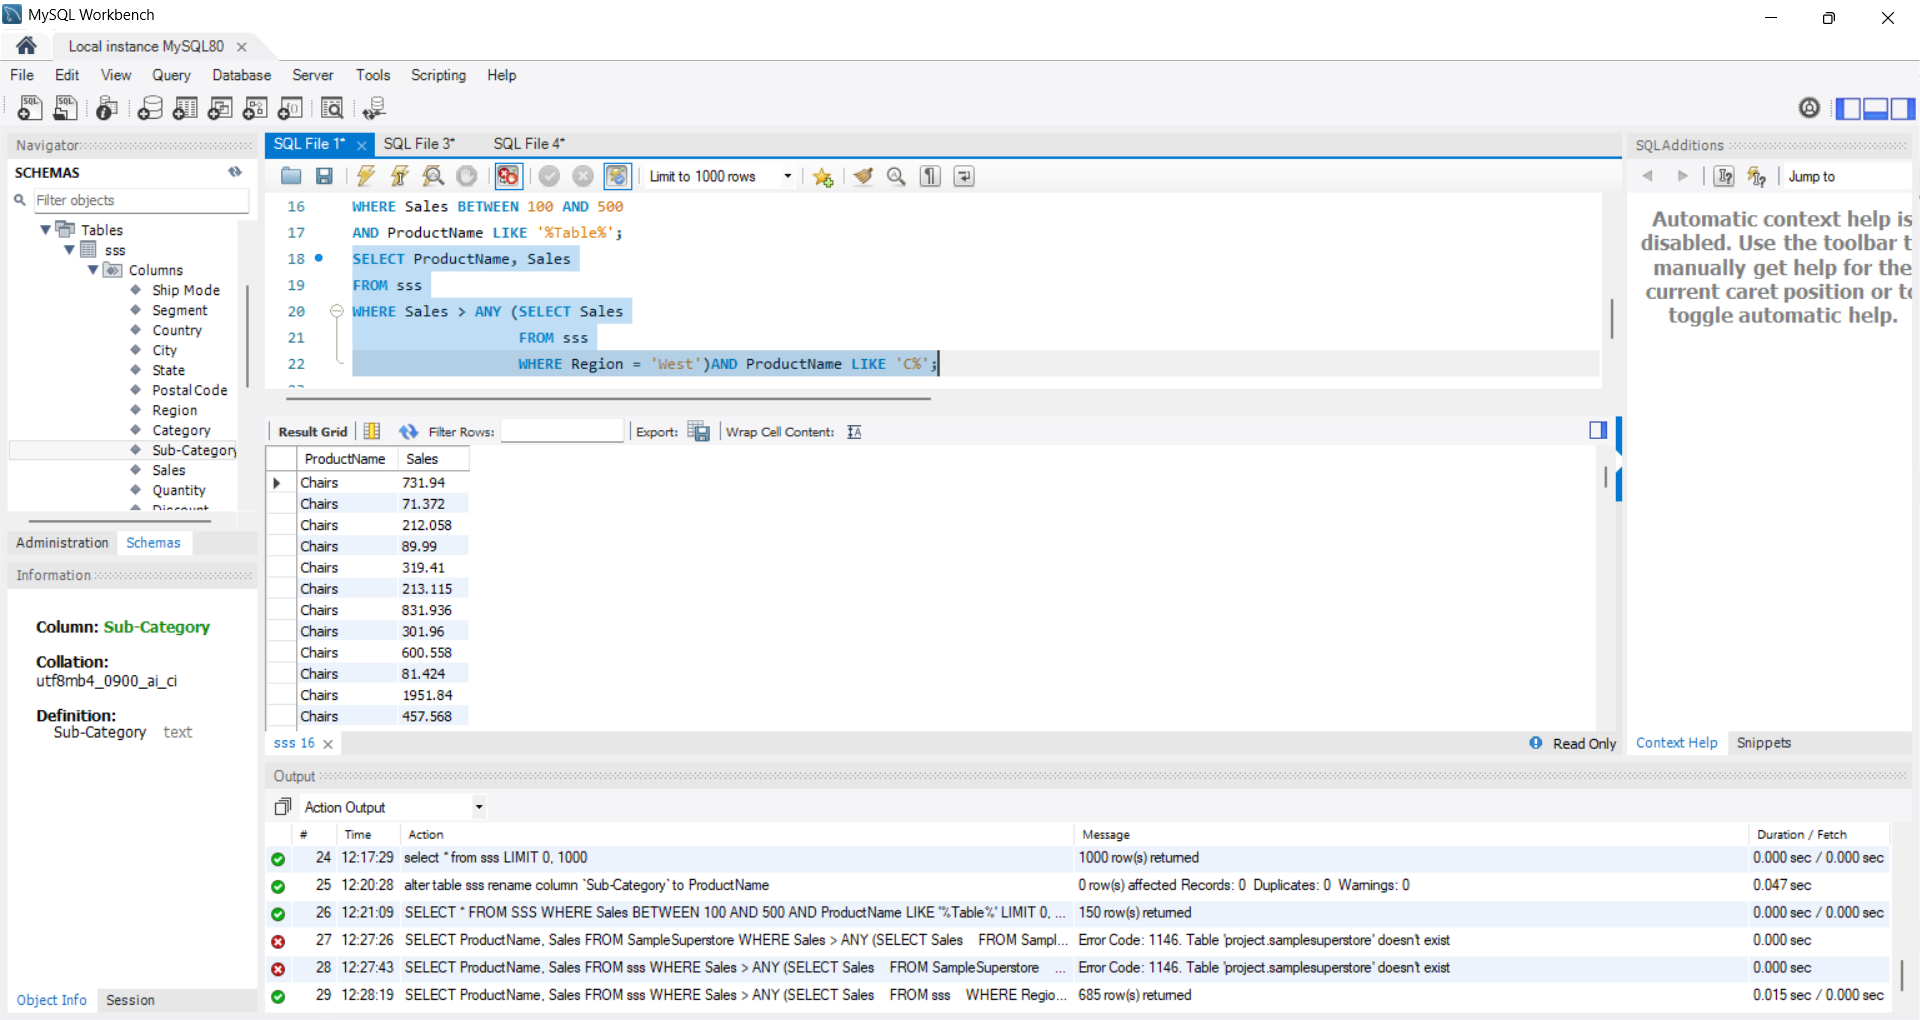 MySQL Workbench
Local instance MySQL80
File Edit View Query Database Server Tools Scripting Help
Navigator
SCHEMAS
Filter objects
Tables
sss
Columns
Ship Mode
Segment
Country
City
State
PostalCode
Region
Category
Sub-Category
Sales
Quantity
Discount
Administration Schemas
Information
Column: Sub-Category
Collation:
utf8mb4_0900_ai_ci
Definition:
Sub-Category text
Object Info Session
SQL File 1* SQL File 3* SQL File 4*
Limit to 1000 rows
16 WHERE Sales BETWEEN 100 AND 500
17 AND ProductName LIKE '%Table%';
18 SELECT ProductName, Sales
19 FROM sss
20 WHERE Sales > ANY (SELECT Sales
21 FROM sss
22 WHERE Region = 'West')AND ProductName LIKE 'C%';
Result Grid Filter Rows: Export: Wrap Cell Content:
ProductName Sales
Chairs 731.94
Chairs 71.372
Chairs 212.058
Chairs 89.99
Chairs 319.41
Chairs 213.115
Chairs 831.936
Chairs 301.96
Chairs 600.558
Chairs 81.424
Chairs 1951.84
Chairs 457.568
sss 16 Read Only
SQLAdditions
Jump to
Automatic context help is
disabled. Use the toolbar t
manually get help for the
current caret position or to
toggle automatic help.
Context Help Snippets
Output
Action Output
# Time Action Message Duration / Fetch
24 12:17:29 select * from sss LIMIT 0, 1000 1000 row(s) returned 0.000 sec / 0.000 sec
25 12:20:28 alter table sss rename column `Sub-Category` to ProductName 0 row(s) affected Records: 0 Duplicates: 0 Warnings: 0 0.047 sec
26 12:21:09 SELECT * FROM SSS WHERE Sales BETWEEN 100 AND 500 AND ProductName LIKE '%Table%' LIMIT 0, ... 150 row(s) returned 0.000 sec / 0.000 sec
27 12:27:26 SELECT ProductName, Sales FROM SampleSuperstore WHERE Sales > ANY (SELECT Sales FROM Sampl... Error Code: 1146. Table 'project.samplesuperstore' doesn't exist 0.000 sec
28 12:27:43 SELECT ProductName, Sales FROM sss WHERE Sales > ANY (SELECT Sales FROM SampleSuperstore ... Error Code: 1146. Table 'project.samplesuperstore' doesn't exist 0.000 sec
29 12:28:19 SELECT ProductName, Sales FROM sss WHERE Sales > ANY (SELECT Sales FROM sss WHERE Regio... 685 row(s) returned 0.015 sec / 0.000 sec